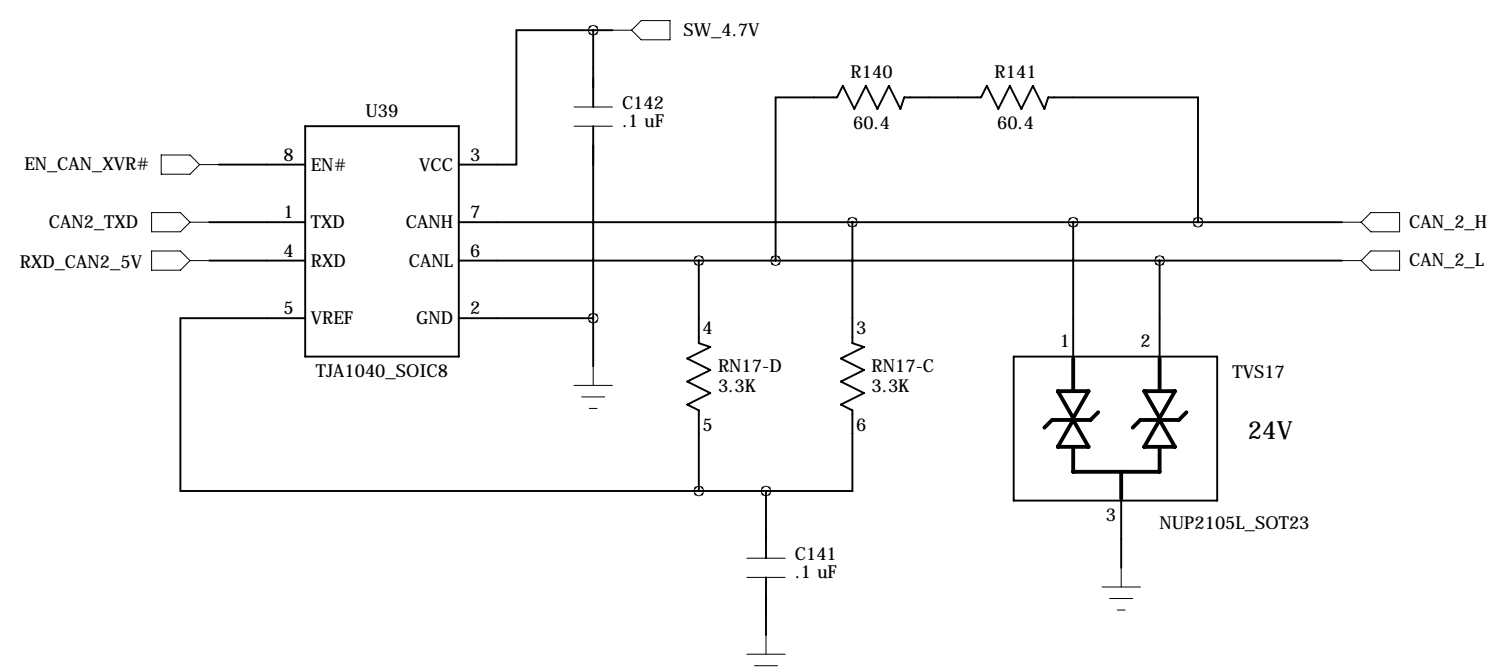 SW_4.7V
R140
R141
60.4
60.4
C142
.1 uF
U39
EN_CAN_XVR#
8
EN#
VCC
3
CAN2_TXD
1
TXD
CANH
7
CAN_2_H
RXD_CAN2_5V
4
RXD
CANL
6
CAN_2_L
5
VREF
GND
2
TJA1040_SOIC8
4
RN17-D
3.3K
5
3
RN17-C
3.3K
6
1
2
TVS17
24V
3
NUP2105L_SOT23
C141
.1 uF